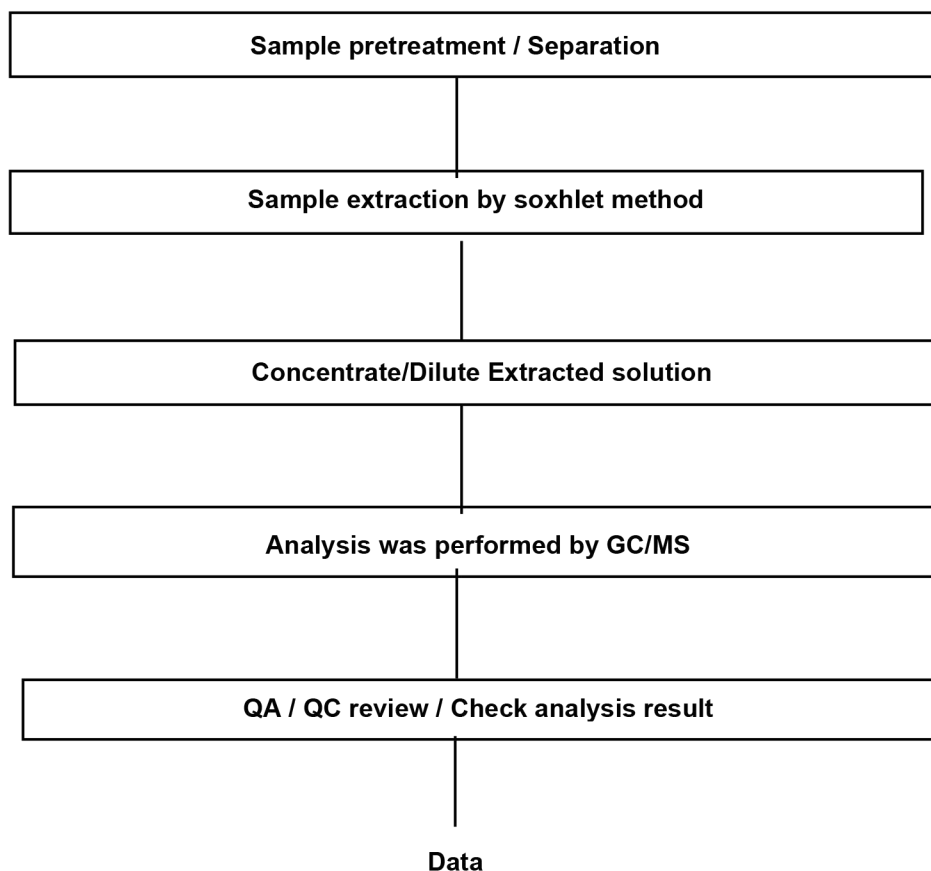 Sample pretreatment / Separation
Sample extraction by soxhlet method
Concentrate/Dilute Extracted solution
Analysis was performed by GC/MS
QA / QC review / Check analysis result
Data